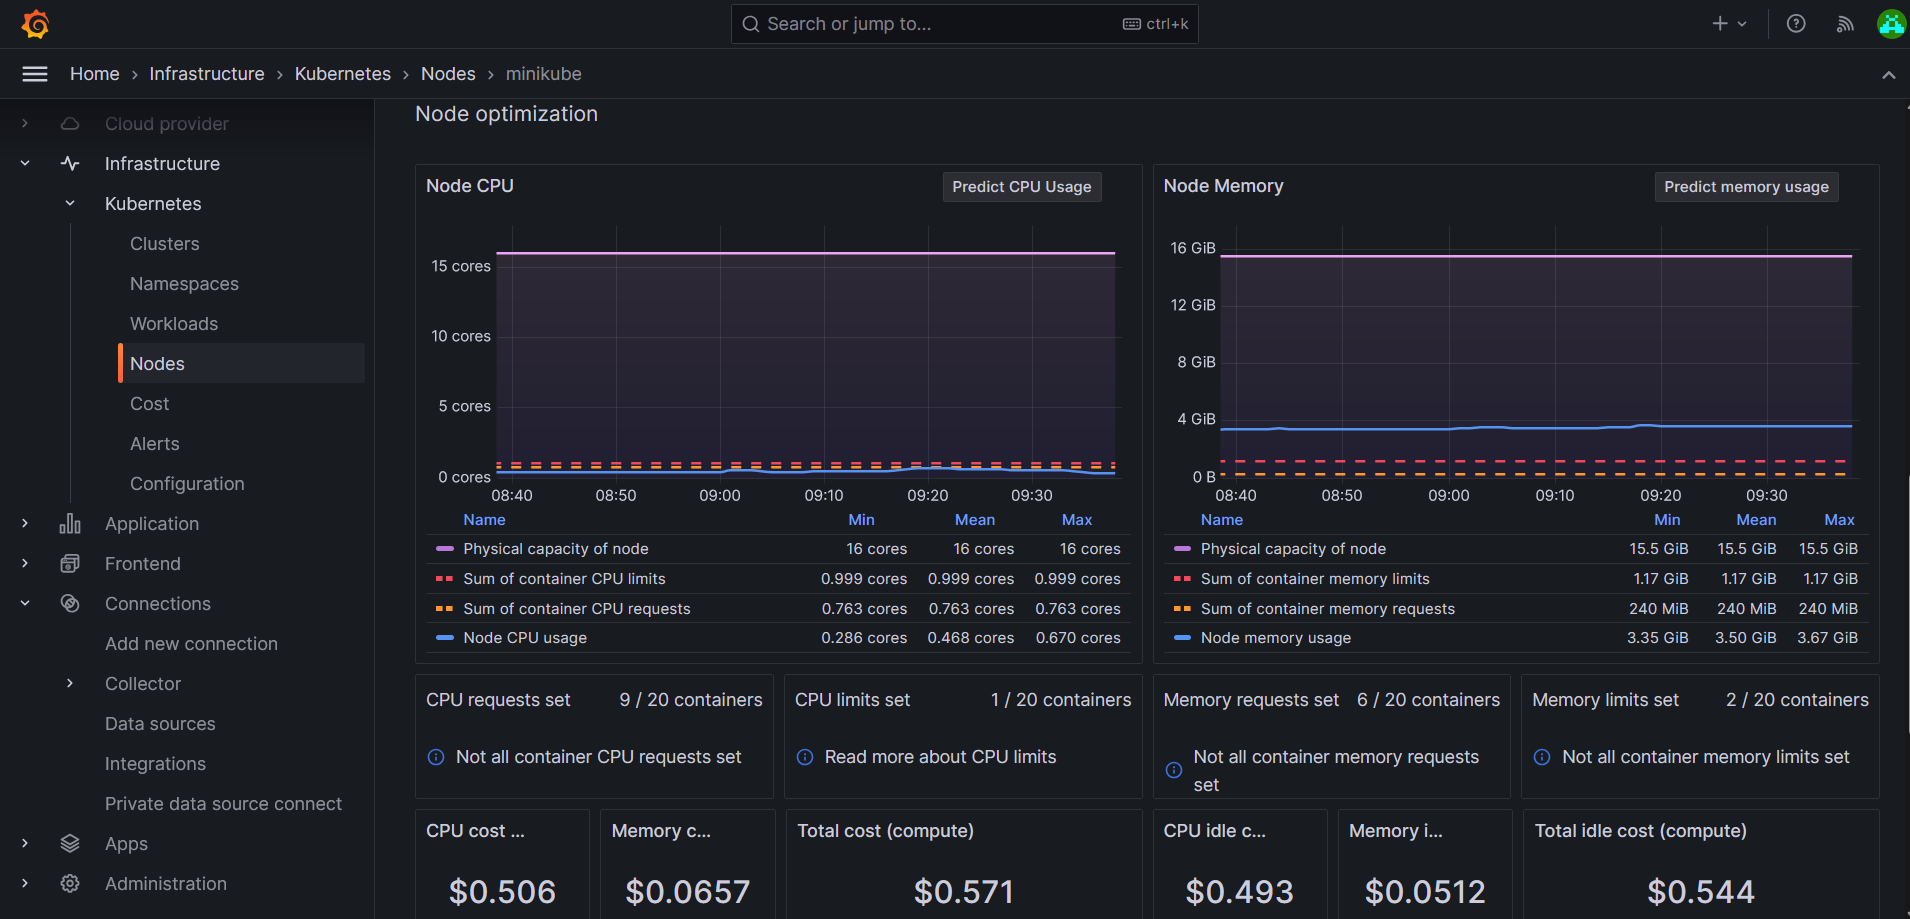 Search or jump to... ctrl+k
Home › Infrastructure › Kubernetes › Nodes › minikube
Cloud provider
Infrastructure
Kubernetes
Clusters
Namespaces
Workloads
Nodes
Cost
Alerts
Configuration
Application
Frontend
Connections
Add new connection
Collector
Data sources
Integrations
Private data source connect
Apps
Administration
Node optimization
Node CPU Predict CPU Usage
15 cores
10 cores
5 cores
0 cores
08:40 08:50 09:00 09:10 09:20 09:30
Name Min Mean Max
Physical capacity of node 16 cores 16 cores 16 cores
Sum of container CPU limits 0.999 cores 0.999 cores 0.999 cores
Sum of container CPU requests 0.763 cores 0.763 cores 0.763 cores
Node CPU usage 0.286 cores 0.468 cores 0.670 cores
Node Memory Predict memory usage
16 GiB
12 GiB
8 GiB
4 GiB
0 B
08:40 08:50 09:00 09:10 09:20 09:30
Name Min Mean Max
Physical capacity of node 15.5 GiB 15.5 GiB 15.5 GiB
Sum of container memory limits 1.17 GiB 1.17 GiB 1.17 GiB
Sum of container memory requests 240 MiB 240 MiB 240 MiB
Node memory usage 3.35 GiB 3.50 GiB 3.67 GiB
CPU requests set 9 / 20 containers
Not all container CPU requests set
CPU limits set 1 / 20 containers
Read more about CPU limits
Memory requests set 6 / 20 containers
Not all container memory requests
set
Memory limits set 2 / 20 containers
Not all container memory limits set
CPU cost ...
$0.506
Memory c...
$0.0657
Total cost (compute)
$0.571
CPU idle c...
$0.493
Memory i...
$0.0512
Total idle cost (compute)
$0.544